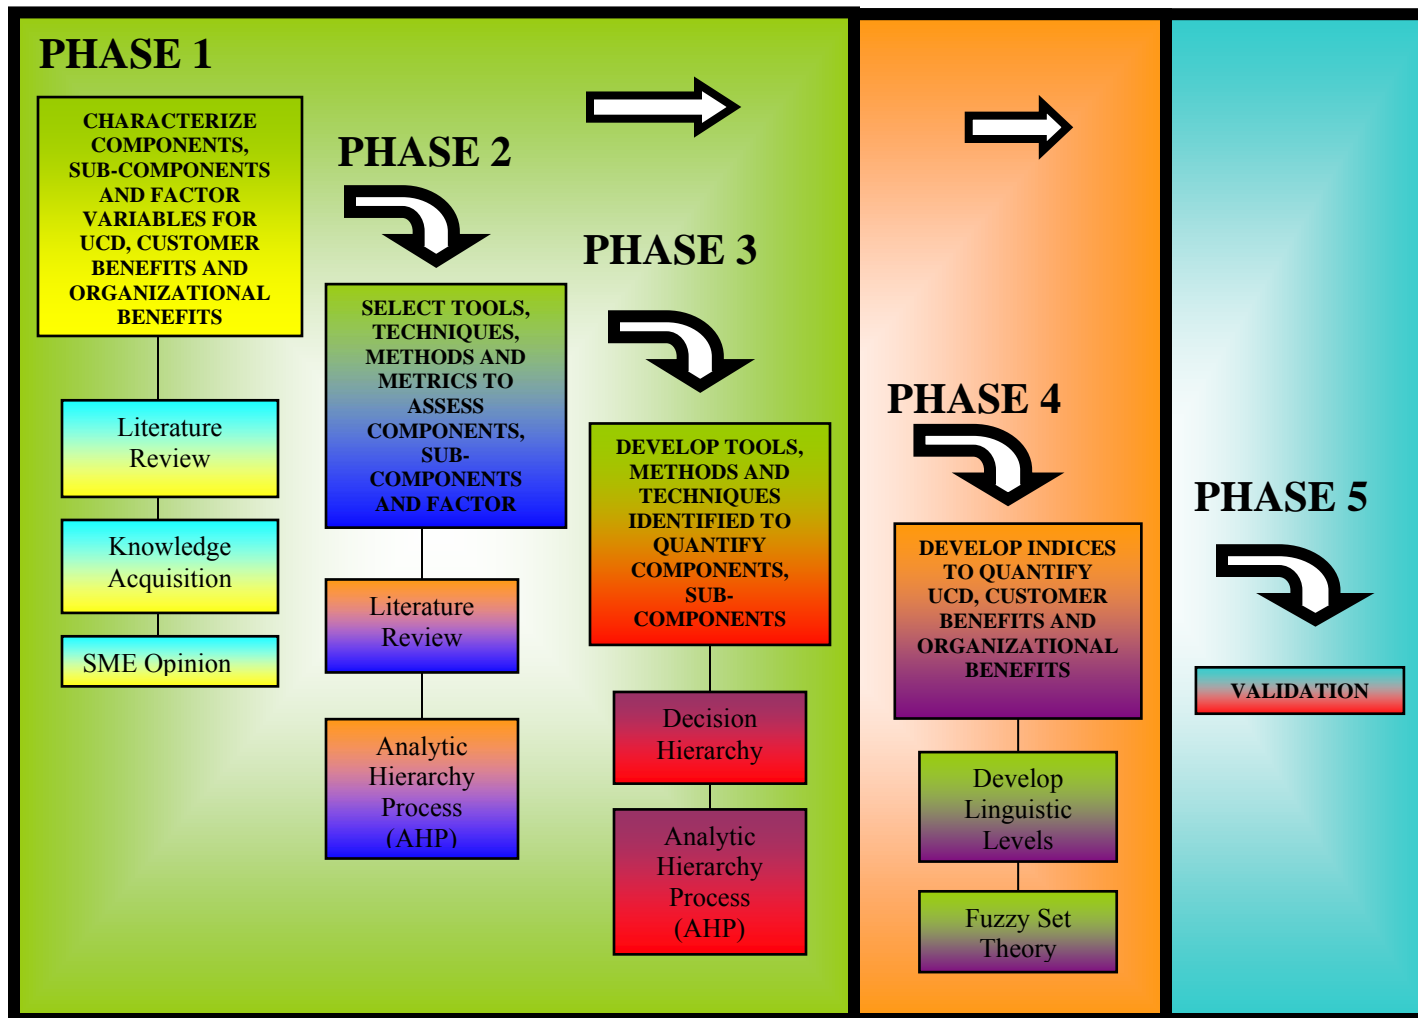 PHASE 1
CHARACTERIZE
COMPONENTS,
SUB-COMPONENTS
AND FACTOR
VARIABLES FOR
UCD, CUSTOMER
BENEFITS AND
ORGANIZATIONAL
BENEFITS
Literature
Review
Knowledge
Acquisition
SME Opinion
PHASE 2
SELECT TOOLS,
TECHNIQUES,
METHODS AND
METRICS TO
ASSESS
COMPONENTS,
SUB-
COMPONENTS
AND FACTOR
Literature
Review
Analytic
Hierarchy
Process
(AHP)
PHASE 3
DEVELOP TOOLS,
METHODS AND
TECHNIQUES
IDENTIFIED TO
QUANTIFY
COMPONENTS,
SUB-
COMPONENTS
Decision
Hierarchy
Analytic
Hierarchy
Process
(AHP)
PHASE 4
DEVELOP INDICES
TO QUANTIFY
UCD, CUSTOMER
BENEFITS AND
ORGANIZATIONAL
BENEFITS
Develop
Linguistic
Levels
Fuzzy Set
Theory
PHASE 5
VALIDATION